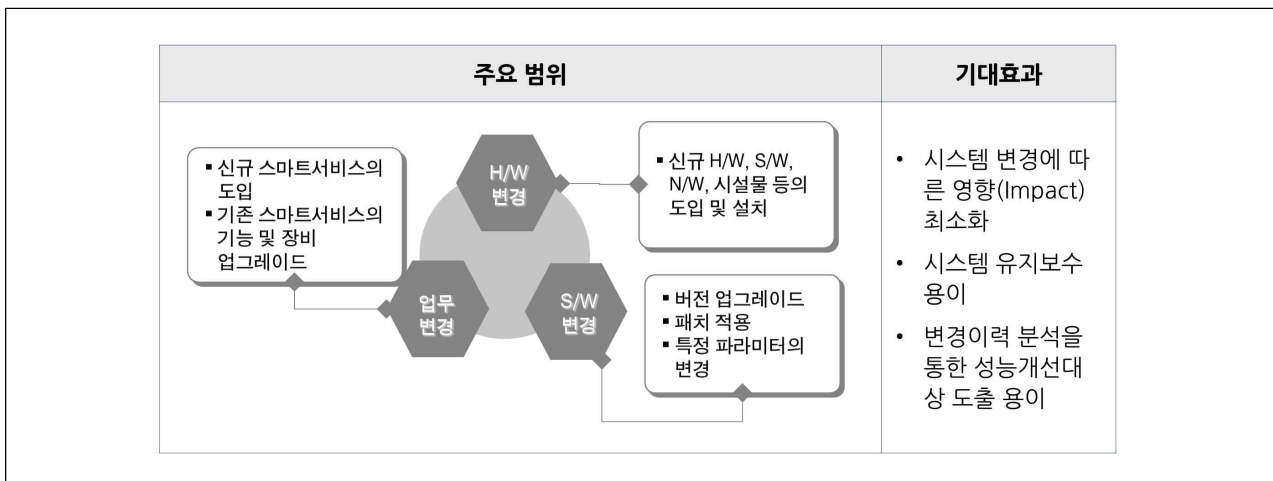 주요 범위
기대효과
▪ 신규 스마트서비스의
도입
▪ 기존 스마트서비스의
기능 및 장비
업그레이드
H/W
변경
▪ 신규 H/W, S/W,
N/W, 시설물 등의
도입 및 설치
업무
변경
S/W
변경
▪ 버전 업그레이드
▪ 패치 적용
▪ 특정 파라미터의
변경
• 시스템 변경에 따
른 영향(Impact)
최소화
• 시스템 유지보수
용이
• 변경이력 분석을
통한 성능개선대
상 도출 용이